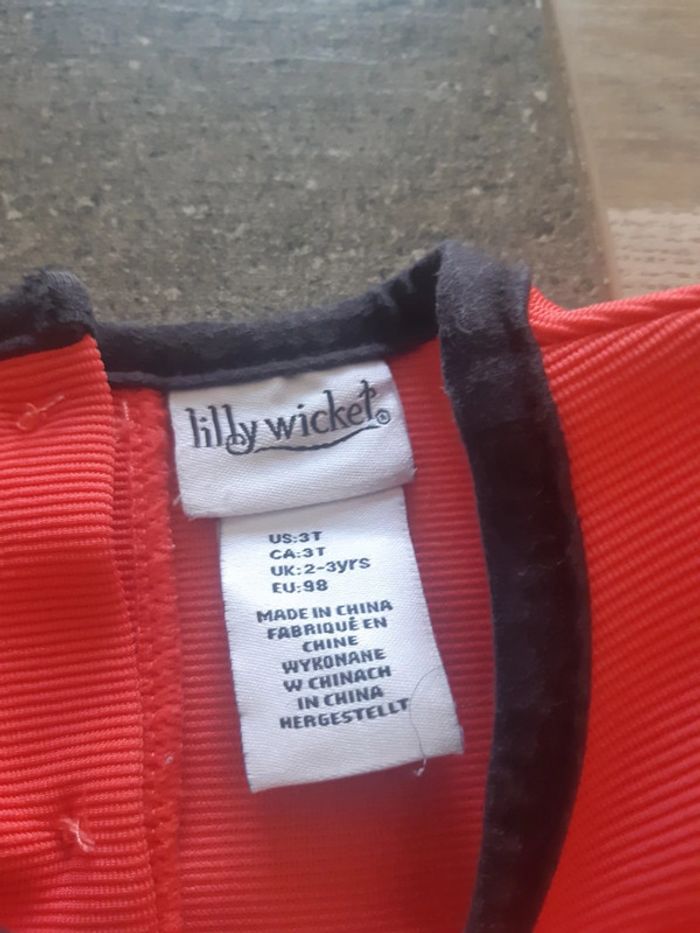 lilly wicket®
US:3T
CA:3T
UK:2-3yrs
EU:98
MADE IN CHINA
FABRIQUÉ EN
CHINE
WYKONANE
W CHINACH
IN CHINA
HERGESTELLT